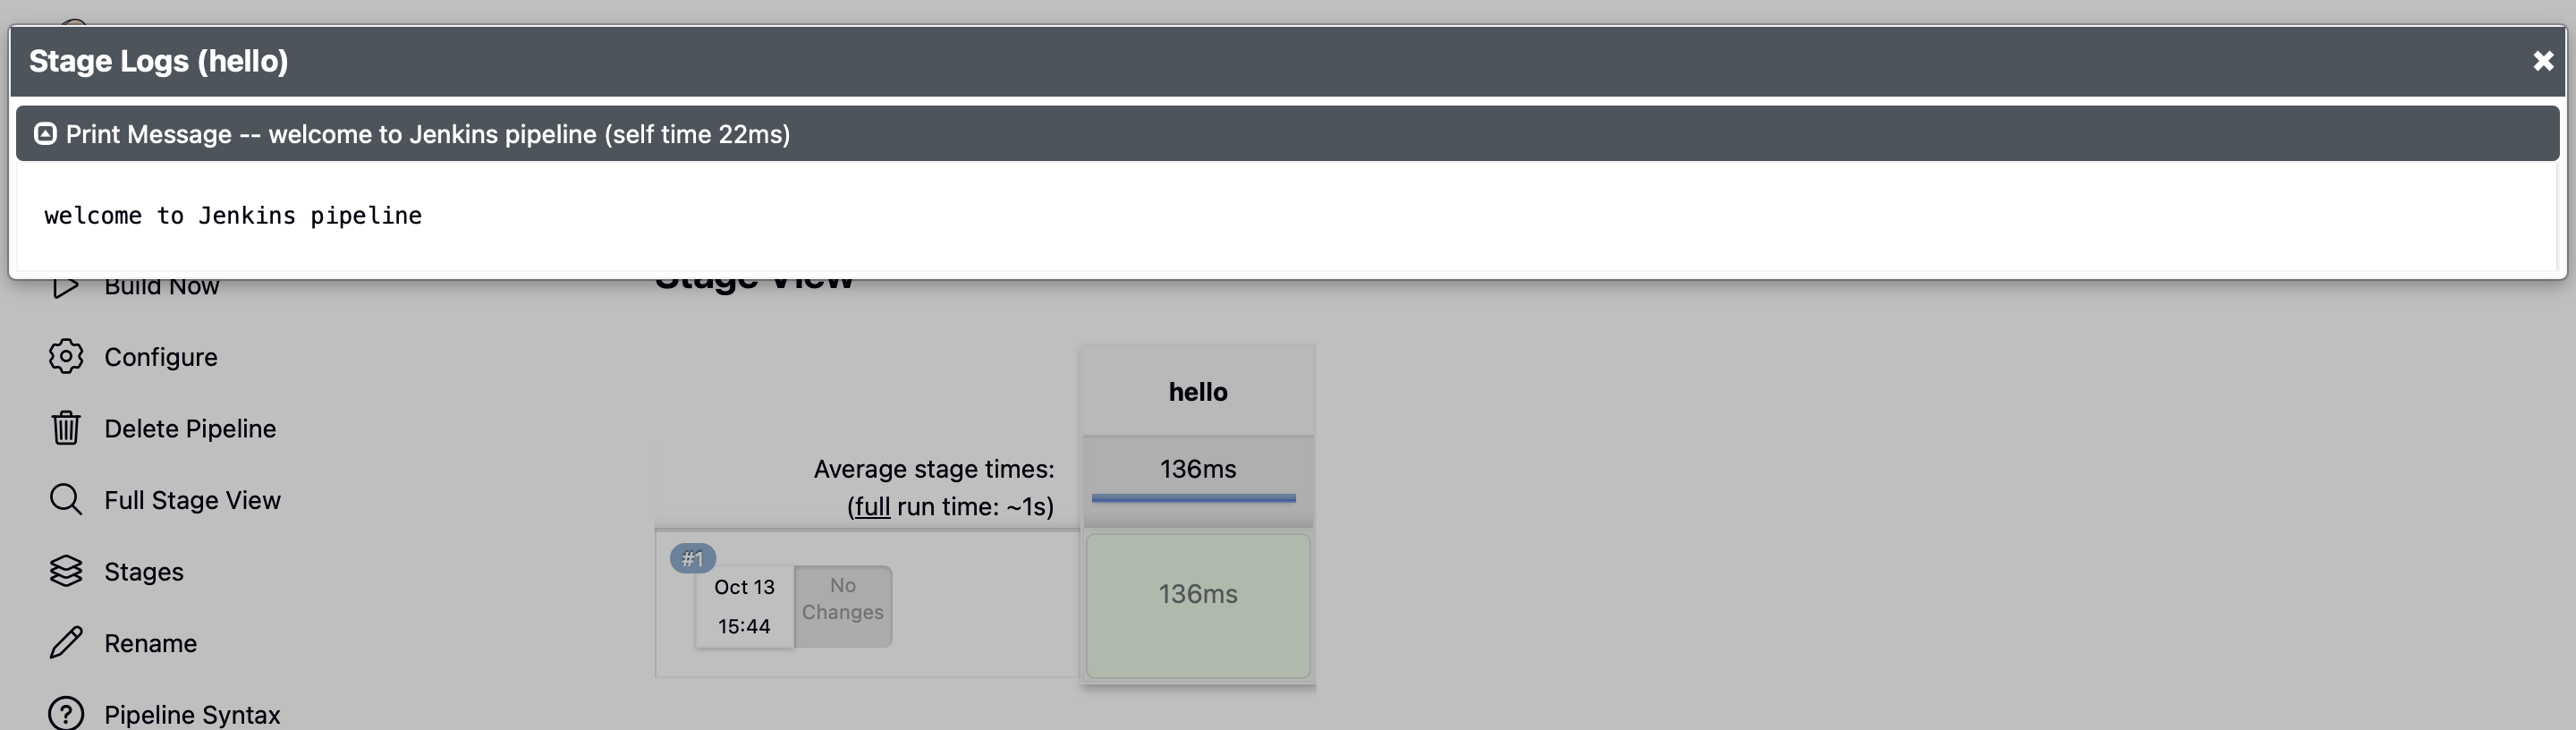 Stage Logs (hello)
Print Message -- welcome to Jenkins pipeline (self time 22ms)
welcome to Jenkins pipeline
Build Now
Stage View
Configure
Delete Pipeline
Full Stage View
Stages
Rename
Pipeline Syntax
hello
Average stage times:
136ms
(full run time: ~1s)
#1
Oct 13
15:44
No
Changes
136ms